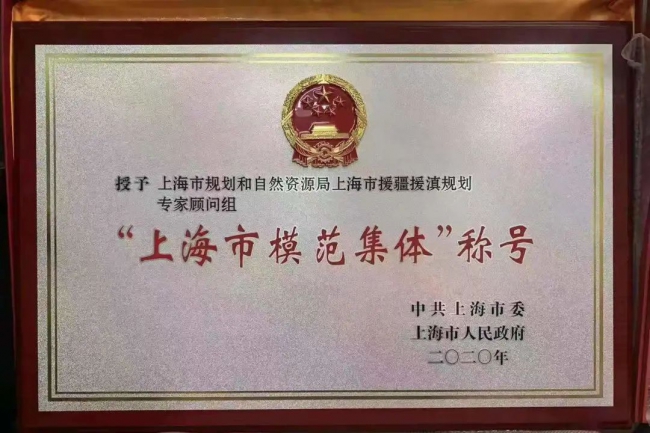 授予 上海市规划和自然资源局上海市援疆援滇规划
专家顾问组
“上海市模范集体”称号
中共上海市委
上海市人民政府
二〇二〇年